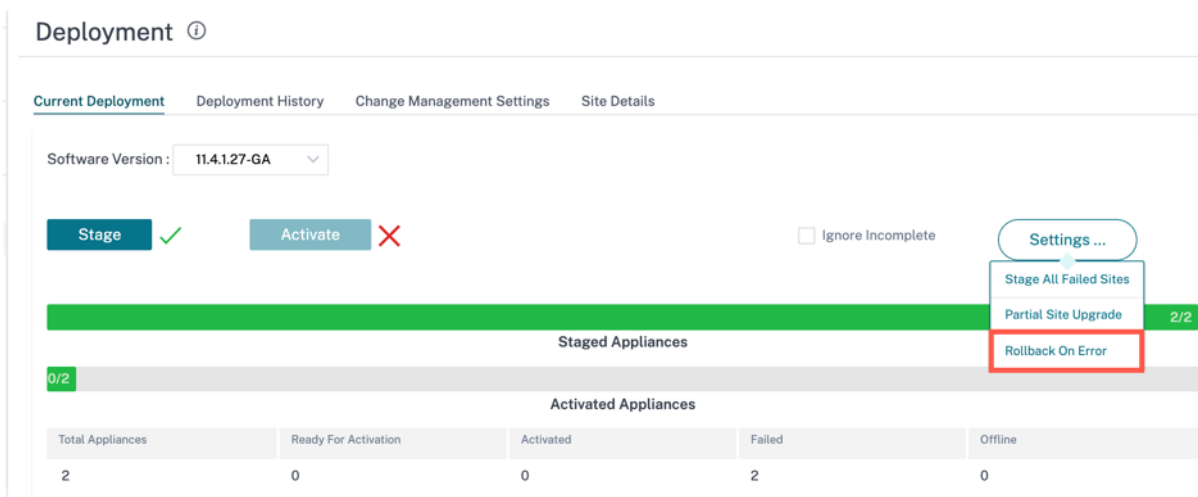 Deployment
Current Deployment Deployment History Change Management Settings Site Details
Software Version : 11.4.1.27-GA
Stage Activate Ignore Incomplete Settings ...
Stage All Failed Sites
Partial Site Upgrade
2/2
Staged Appliances
Rollback On Error
0/2
Activated Appliances
Total Appliances Ready For Activation Activated Failed Offline
2 0 0 2 0